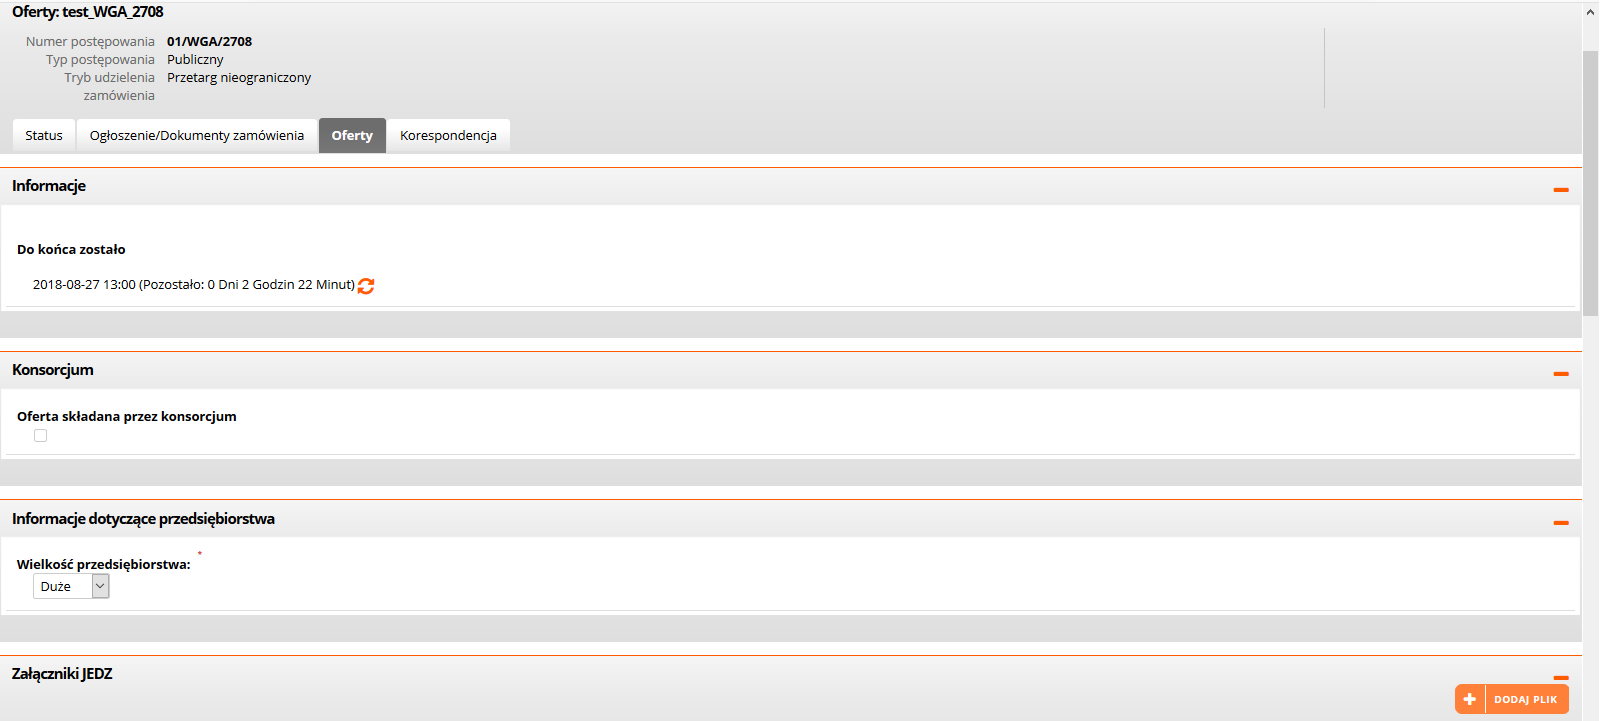 Oferty: test_WGA_2708
Numer postępowania 01/WGA/2708
Typ postępowania Publiczny
Tryb udzielenia zamówienia Przetarg nieograniczony
Status Ogłoszenie/Dokumenty zamówienia Oferty Korespondencja
Informacje
Do końca zostało
2018-08-27 13:00 (Pozostało: 0 Dni 2 Godzin 22 Minut)
Konsorcjum
Oferta składana przez konsorcjum
Informacje dotyczące przedsiębiorstwa
Wielkość przedsiębiorstwa: *
Duże
Załączniki JEDZ
DODAJ PLIK